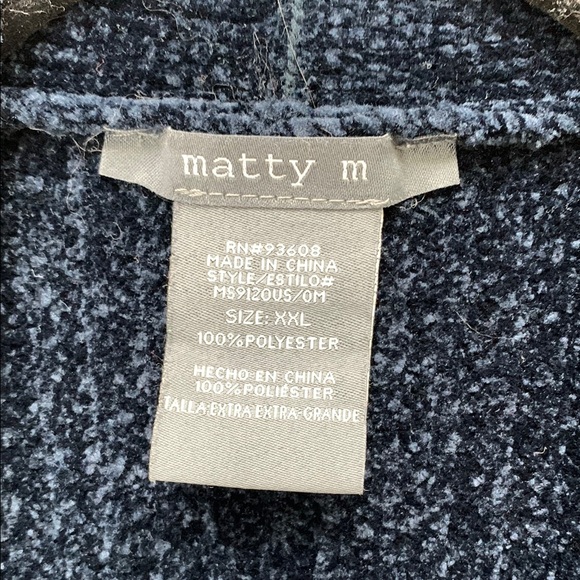 matty m
RN#93608
MADE IN CHINA
STYLE/ESTILO#
MS9120US/OM
SIZE: XXL
100%POLYESTER
HECHO EN CHINA
100%POLIÉSTER
TALLA:EXTRA EXTRA-GRANDE